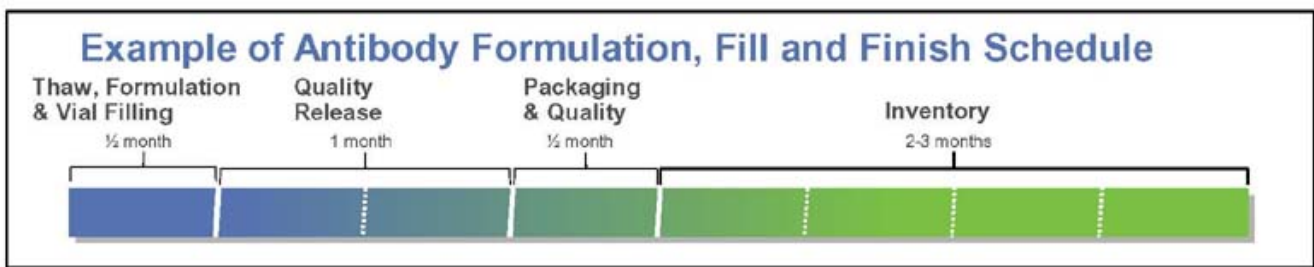 Example of Antibody Formulation, Fill and Finish Schedule
Thaw, Formulation
& Vial Filling
½ month
Quality
Release
1 month
Packaging
& Quality
½ month
Inventory
2-3 months